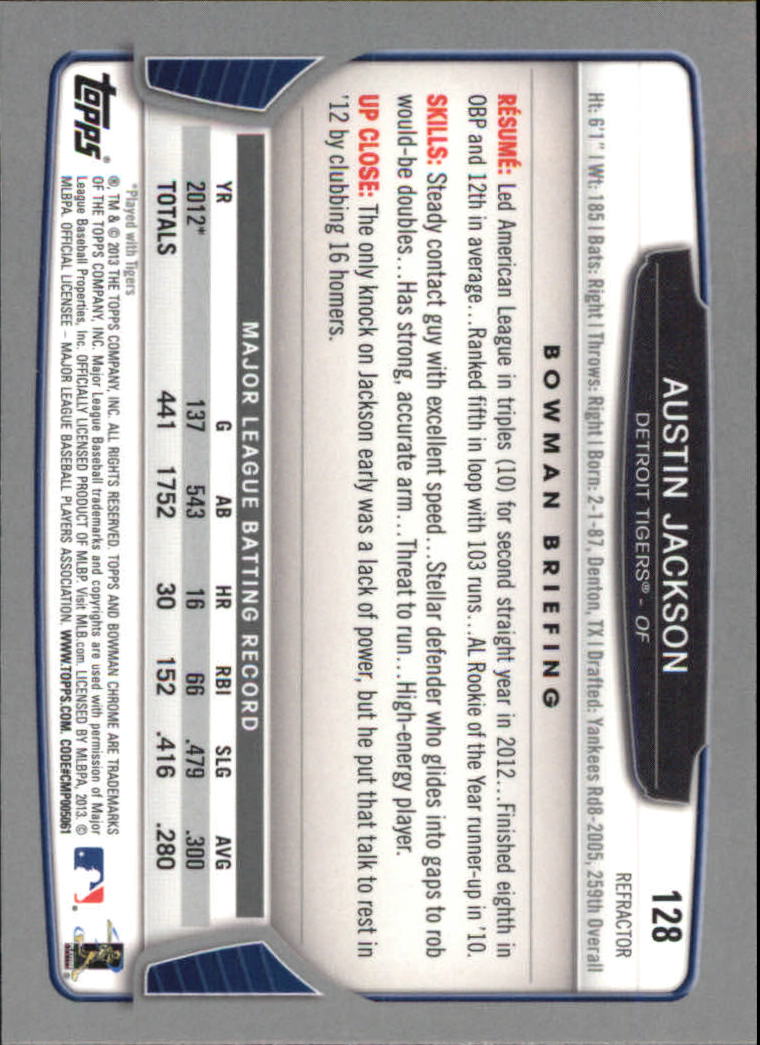 128
REFRACTOR
AUSTIN JACKSON
DETROIT TIGERS® - OF
Ht: 6'1" | Wt: 185 | Bats: Right | Throws: Right | Born: 2-1-87, Denton, TX | Drafted: Yankees Rd8-2005, 259th Overall
BOWMAN BRIEFING
RÉSUMÉ: Led American League in triples (10) for second straight year in 2012...Finished eighth in
OBP and 12th in average...Ranked fifth in loop with 103 runs...AL Rookie of the Year runner-up in '10.
SKILLS: Steady contact guy with excellent speed...Stellar defender who glides into gaps to rob
would-be doubles...Has strong, accurate arm...Threat to run...High-energy player.
UP CLOSE: The only knock on Jackson early was a lack of power, but he put that talk to rest in
'12 by clubbing 16 homers.
MAJOR LEAGUE BATTING RECORD
YR G AB HR RBI SLG AVG
2012* 137 543 16 66 .479 .300
TOTALS 441 1752 30 152 .416 .280
*Played with Tigers
topps®
®, TM & © 2013 THE TOPPS COMPANY, INC. ALL RIGHTS RESERVED. TOPPS AND BOWMAN CHROME ARE TRADEMARKS
OF THE TOPPS COMPANY, INC. Major League Baseball trademarks and copyrights are used with permission of Major
League Baseball Properties, Inc. OFFICIALLY LICENSED PRODUCT OF MLBP. Visit MLB.com. LICENSED BY MLBPA, 2013. ©
MLBPA. OFFICIAL LICENSEE - MAJOR LEAGUE BASEBALL PLAYERS ASSOCIATION. WWW.TOPPS.COM. CODE#CMP005061